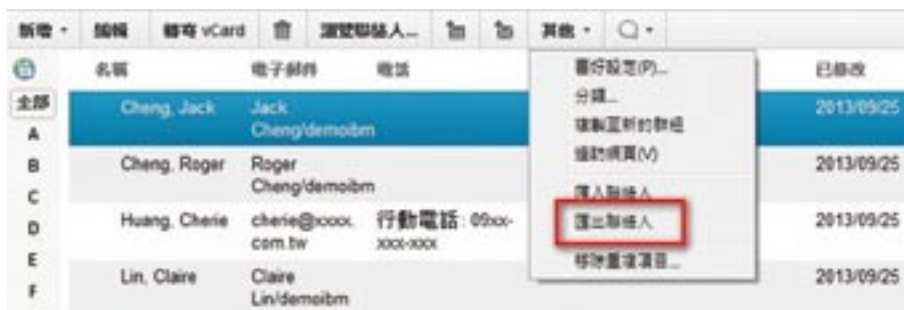 新增 編輯 轉寄 vCard 瀏覽聯絡人... 其他
名稱 電子郵件 電話 已修改
全部
A
B
C
D
E
F
Cheng, Jack Jack 2013/09/25
Cheng/demoibm
Cheng, Roger Roger 2013/09/25
Cheng/demoibm
Huang, Cherie cherie@xxxx. 行動電話 : 09xx- 2013/09/25
com.tw xxx-xxx
Lin, Claire Claire 2013/09/25
Lin/demoibm
喜好設定(P)...
分類...
複製至新的群組
造訪網頁(V)
匯入聯絡人
匯出聯絡人
移除重複項目...